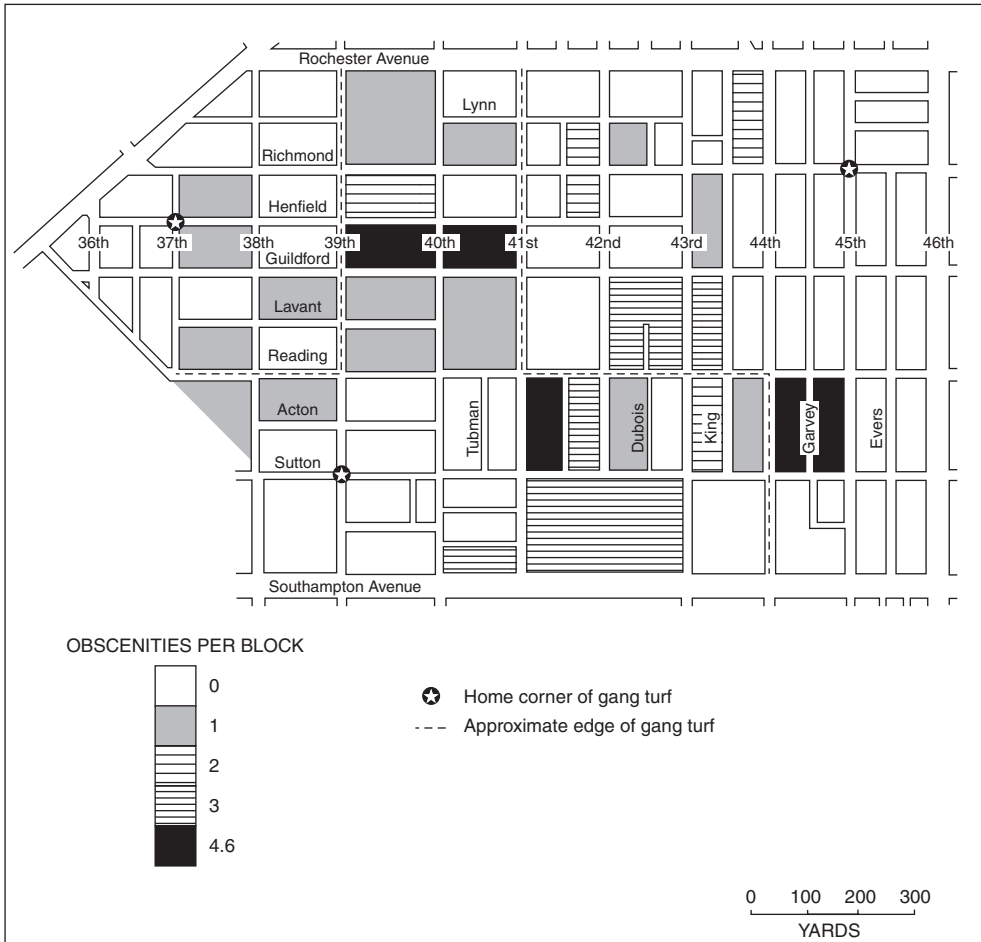 Rochester Avenue
Lynn
Richmond
Henfield
36th 37th 38th 39th 40th 41st 42nd 43rd 44th 45th 46th
Guildford
Lavant
Reading
Acton
Tubman
Dubois
King
Garvey
Evers
Sutton
Southampton Avenue
OBSCENITIES PER BLOCK
0
1
2
3
4.6
Home corner of gang turf
Approximate edge of gang turf
0 100 200 300
YARDS